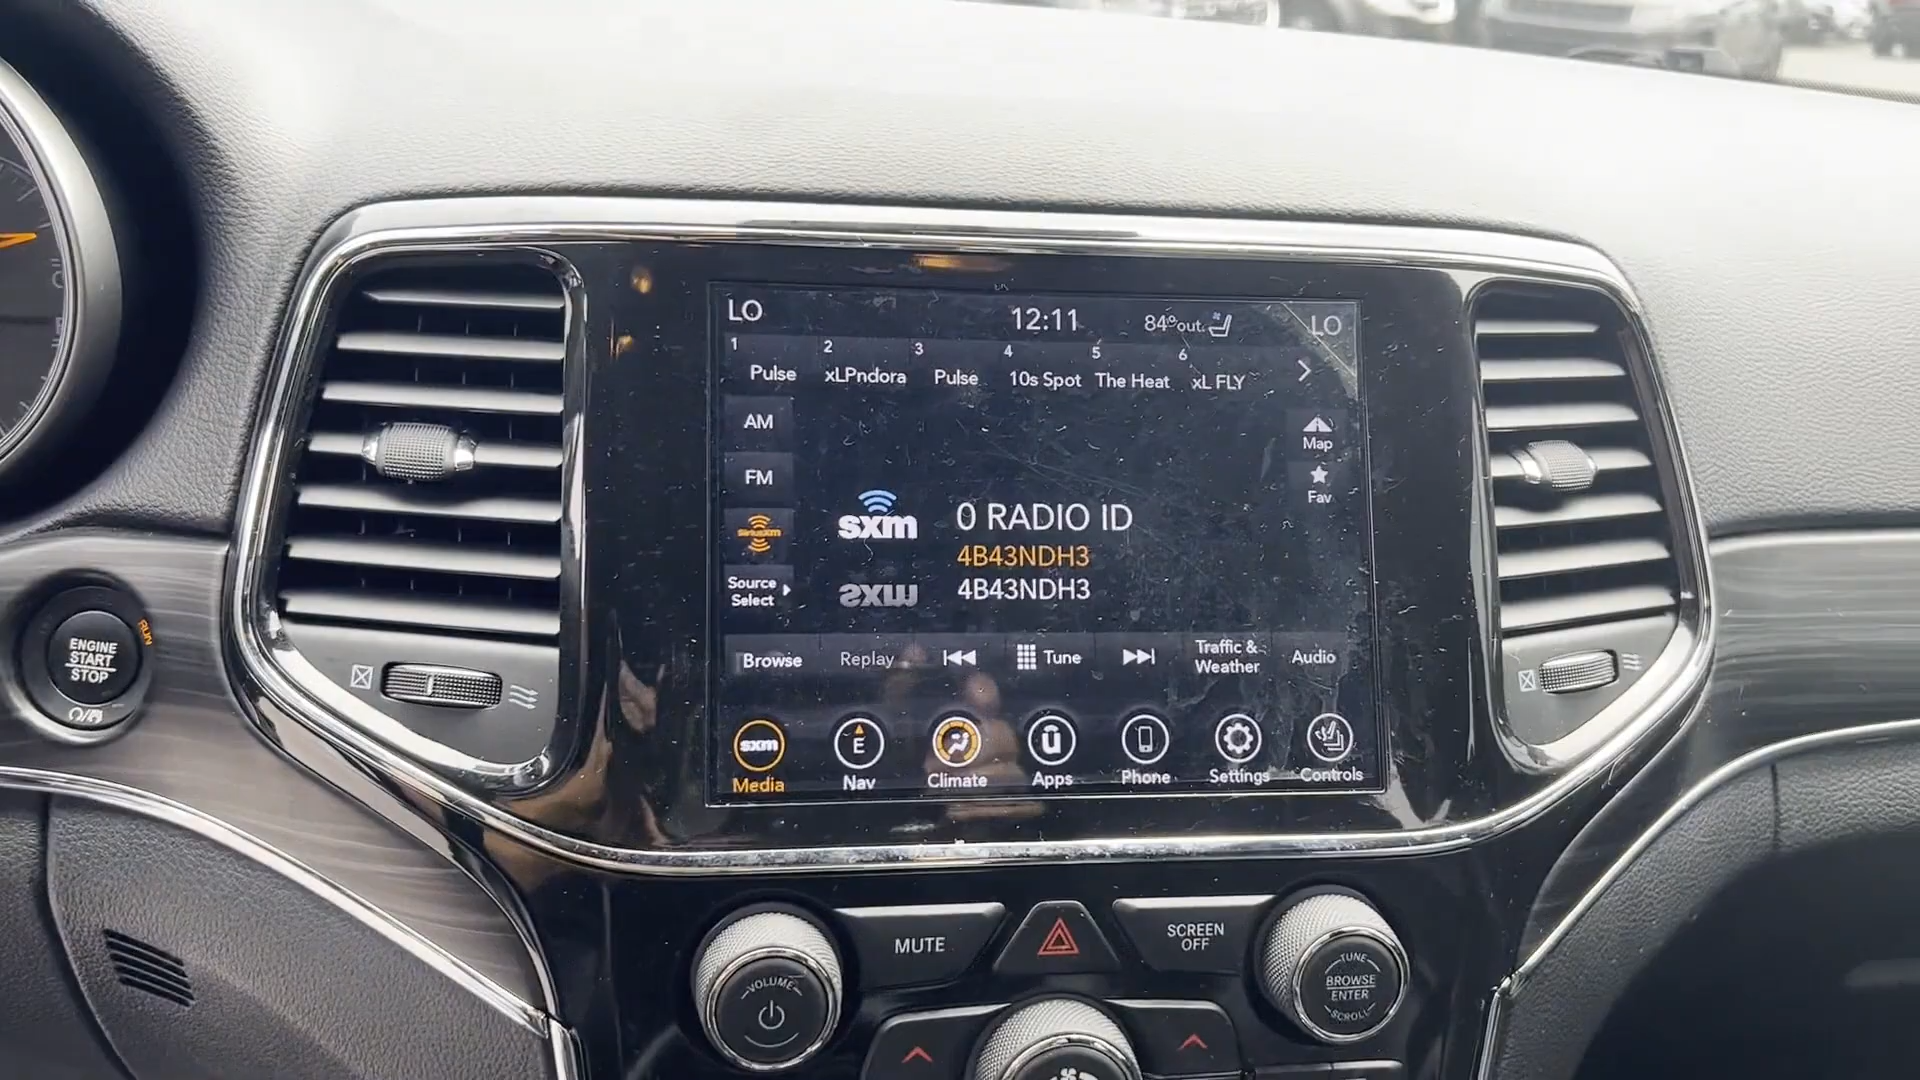 LO 12:11 84°out LO
1 2 3 4 5 6
Pulse xLPndora Pulse 10s Spot The Heat xL FLY
AM
FM
siriusxm
Source
Select
sxm
0 RADIO ID
4B43NDH3
4B43NDH3
Map
Fav
Browse Replay Tune Traffic &
Weather Audio
sxm E u
Media Nav Climate Apps Phone Settings Controls
ENGINE
START
STOP
RUN
MUTE
SCREEN
OFF
VOLUME
TUNE
BROWSE
ENTER
SCROLL